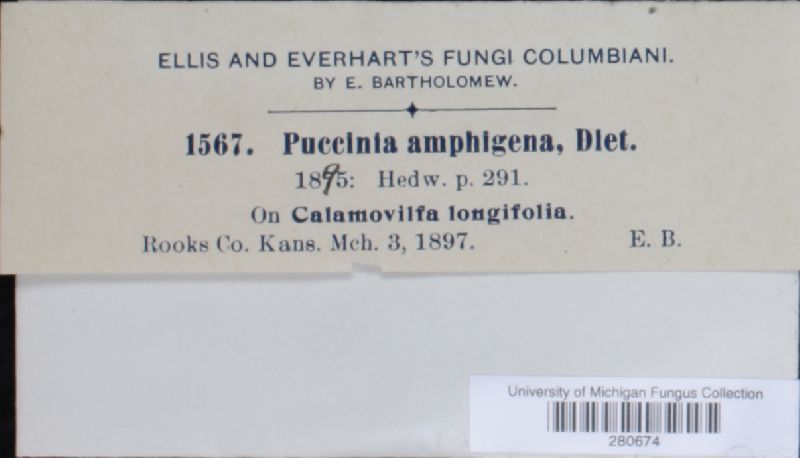 ELLIS AND EVERHART'S FUNGI COLUMBIANI.
BY E. BARTHOLOMEW.
1567. Puccinia amphigena, Diet.
1895: Hedw. p. 291.
On Calamovilfa longifolia.
Rooks Co. Kans. Mch. 3, 1897. E. B.
University of Michigan Fungus Collection
280674